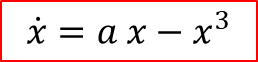 ẋ = a x − x³